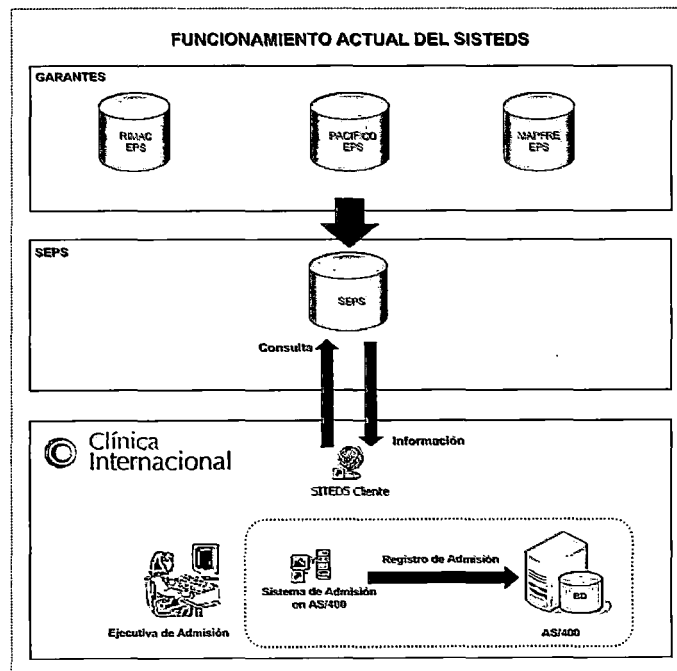 FUNCIONAMIENTO ACTUAL DEL SISTEDS
GARANTES
RIMAC
EPS
PACIFICO
EPS
MAPFRE
EPS
SEPS
SEPS
Consulta
Información
Clínica
Internacional
SITEDS Cliente
Ejecutiva de Admisión
Sistema de Admisión
en AS/400
Registro de Admisión
BD
AS/400